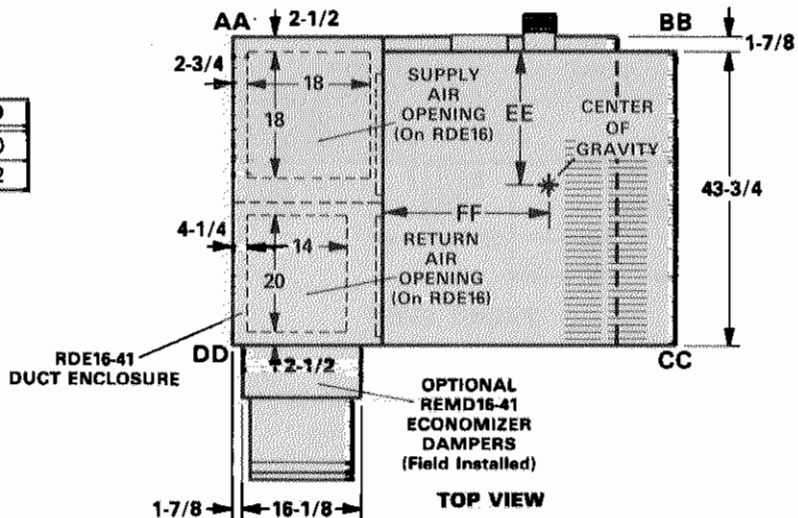 AA
2-1/2
BB
1-7/8
2-3/4
18
18
SUPPLY
AIR
OPENING
(On RDE16)
EE
CENTER
OF
GRAVITY
43-3/4
FF
4-1/4
14
20
RETURN
AIR
OPENING
(On RDE16)
RDE16-41
DUCT ENCLOSURE
DD
2-1/2
CC
OPTIONAL
REMD16-41
ECONOMIZER
DAMPERS
(Field Installed)
1-7/8
16-1/8
TOP VIEW